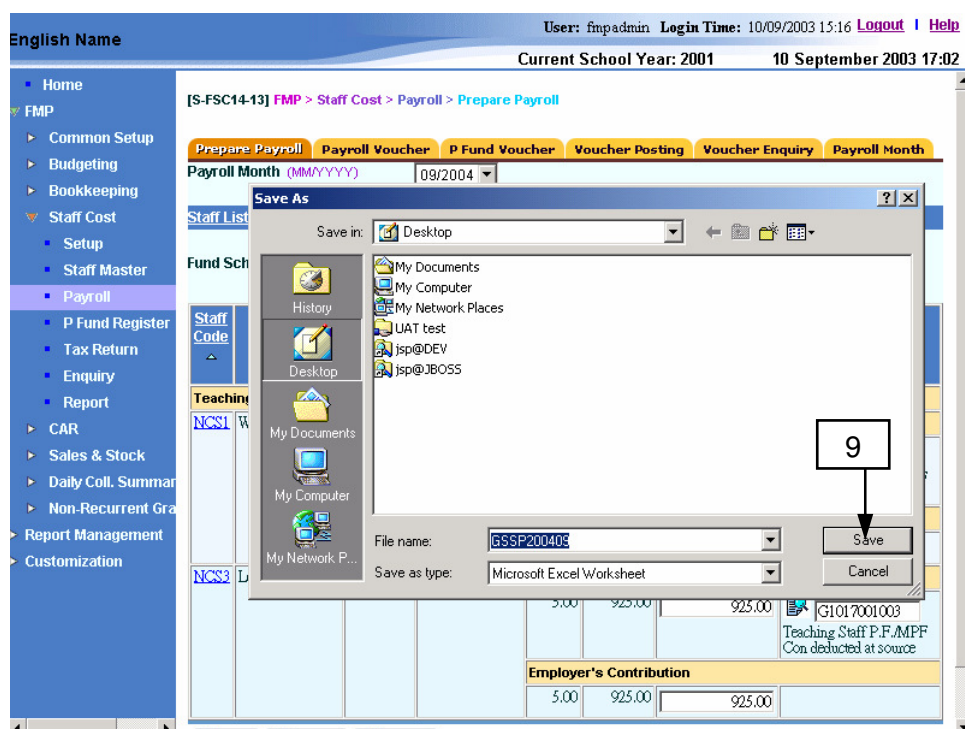 English Name
User: fmpadmin Login Time: 10/09/2003 15:16 Logout | Help
Current School Year: 2001 10 September 2003 17:02
Home
FMP
Common Setup
Budgeting
Bookkeeping
Staff Cost
Setup
Staff Master
Payroll
P Fund Register
Tax Return
Enquiry
Report
CAR
Sales & Stock
Daily Coll. Summar
Non-Recurrent Gra
Report Management
Customization
[S-FSC14-13] FMP > Staff Cost > Payroll > Prepare Payroll
Prepare Payroll Payroll Voucher P Fund Voucher Voucher Posting Voucher Enquiry Payroll Month
Payroll Month (MM/YYYY) 09/2004
Staff List
Fund Sch
Staff
Code
Teaching
NCS1 W
NCS3 L
Save As
Save in: Desktop
History
Desktop
My Documents
My Computer
My Network P...
My Documents
My Computer
My Network Places
UAT test
jsp@DEV
jsp@JBOSS
File name: GSSP200409
Save as type: Microsoft Excel Worksheet
Save
Cancel
9
5.00 925.00 925.00 G1017001003
Teaching Staff P.F./MPF
Con deducted at source
Employer's Contribution
5.00 925.00 925.00